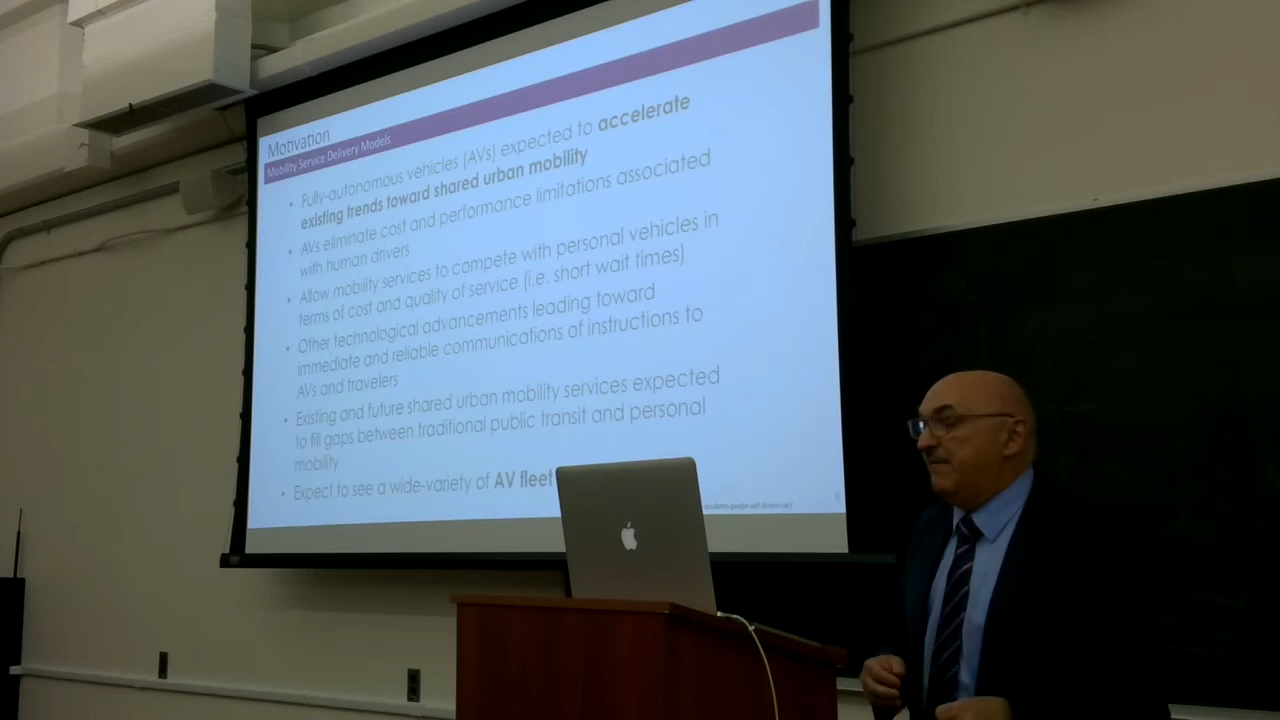 Motivation
Mobility Service Delivery Models
• Fully-autonomous vehicles (AVs) expected to accelerate
existing trends toward shared urban mobility
• AVs eliminate cost and performance limitations associated
with human drivers
• Allow mobility services to compete with personal vehicles in
terms of cost and quality of service (i.e. short wait times)
• Other technological advancements leading toward
immediate and reliable communications of instructions to
AVs and travelers
• Existing and future shared urban mobility services expected
to fill gaps between traditional public transit and personal
mobility
• Expect to see a wide-variety of AV fleet